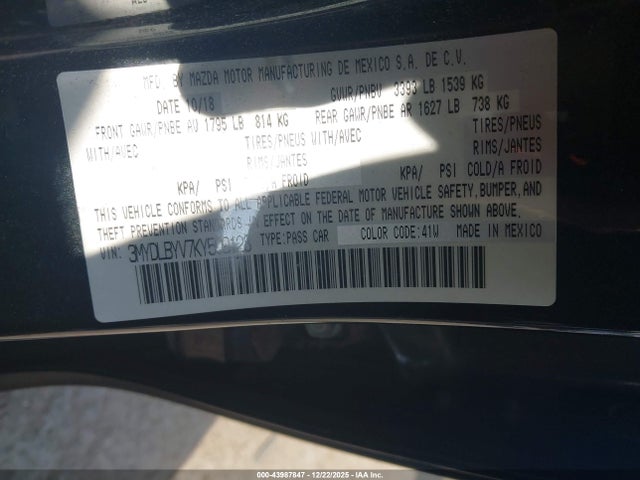 MFD. BY MAZDA MOTOR MANUFACTURING DE MEXICO S.A. DE C.V.
DATE 10/18 GVWR/PNBV 3393 LB 1539 KG
FRONT GAWR/PNBE AV 1795 LB 814 KG REAR GAWR/PNBE AR 1627 LB 738 KG
WITH/AVEC TIRES/PNEUS WITH/AVEC TIRES/PNEUS
RIMS/JANTES RIMS/JANTES
KPA/ PSI A FROID KPA/ PSI COLD/A FROID
THIS VEHICLE CONFORMS TO ALL APPLICABLE FEDERAL MOTOR VEHICLE SAFETY, BUMPER, AND
THEFT PREVENTION STANDARDS IN EFFECT ON THE DATE OF MANUFACTURE SHOWN ABOVE.
VIN: TYPE: PASS CAR COLOR CODE: 41W MADE IN MEXICO
00-43987847 - 12/22/2025 - IAA Inc.